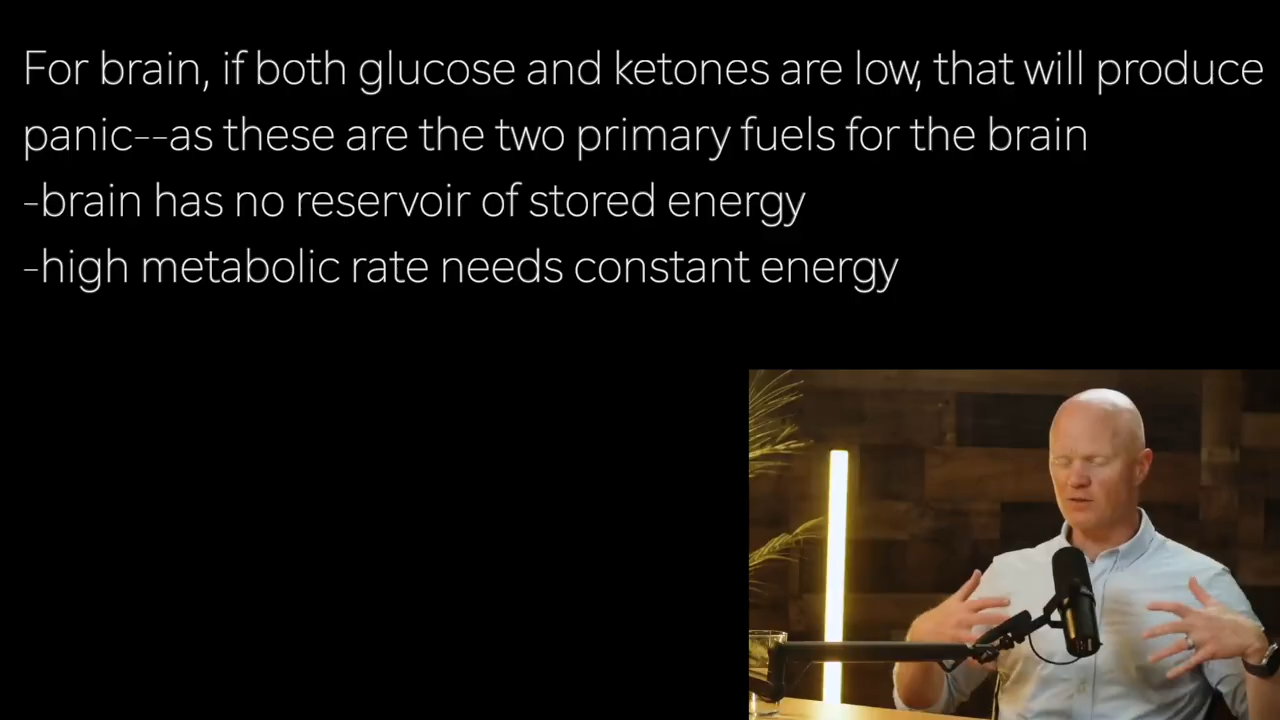 For brain, if both glucose and ketones are low, that will produce
panic--as these are the two primary fuels for the brain
-brain has no reservoir of stored energy
-high metabolic rate needs constant energy